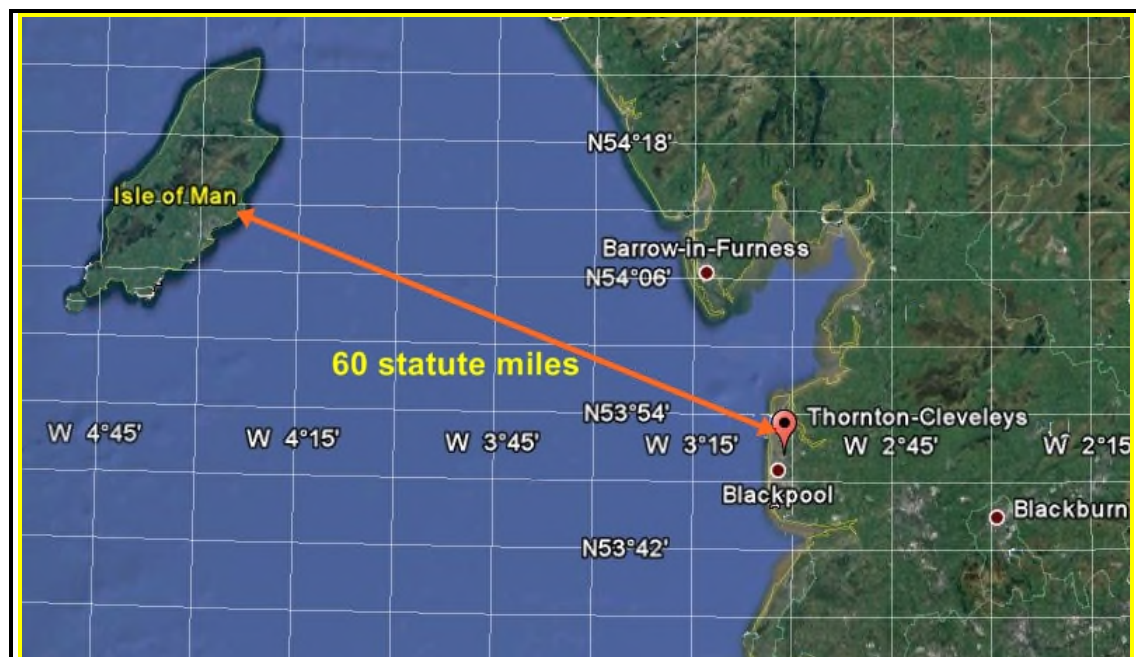 N54°18'
Isle of Man
Barrow-in-Furness
N54°06'
60 statute miles
N53°54'
Thornton-Cleveleys
W 4°45'
W 4°15'
W 3°45'
W 3°15'
W 2°45'
W 2°15'
Blackpool
Blackburn
N53°42'